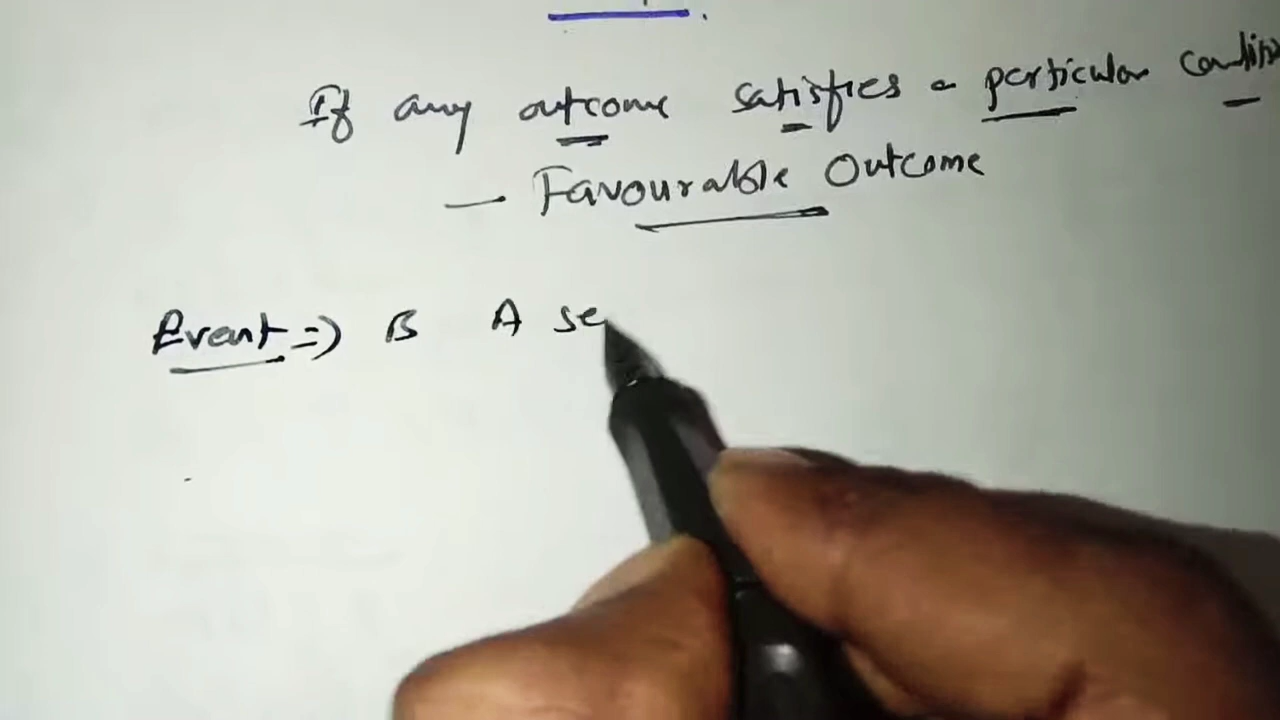 If any outcome satisfies a particular
— Favourable Outcome
Event => B A se